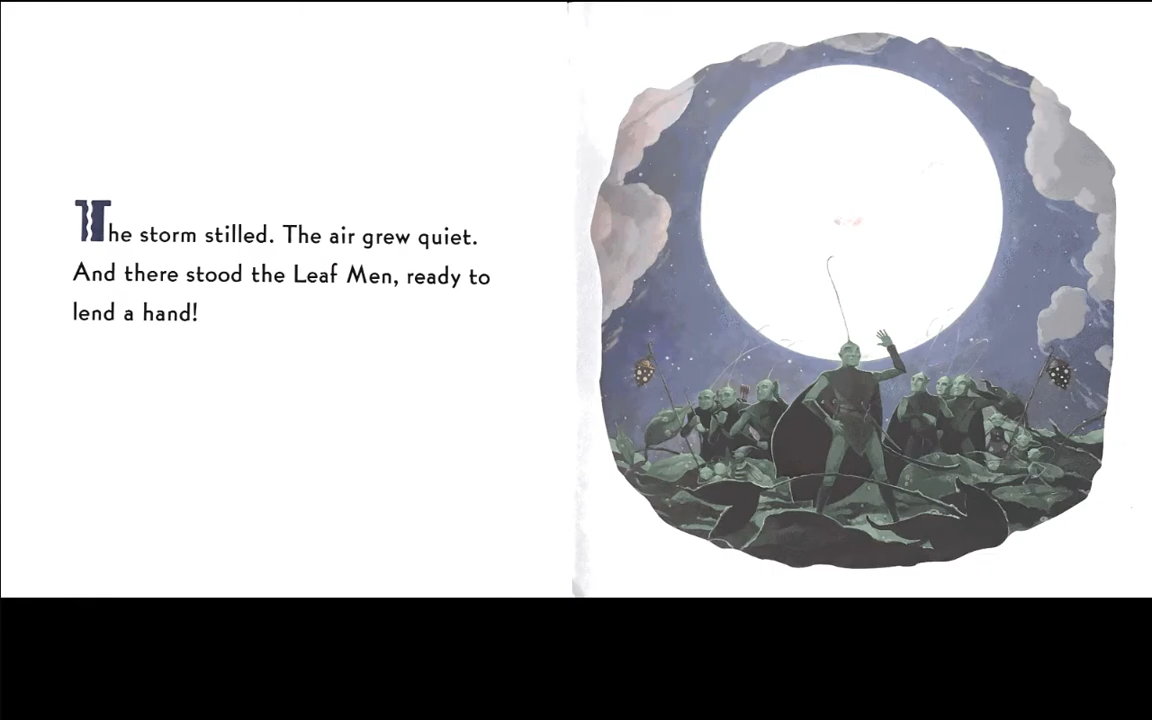 The storm stilled. The air grew quiet.
And there stood the Leaf Men, ready to
lend a hand!